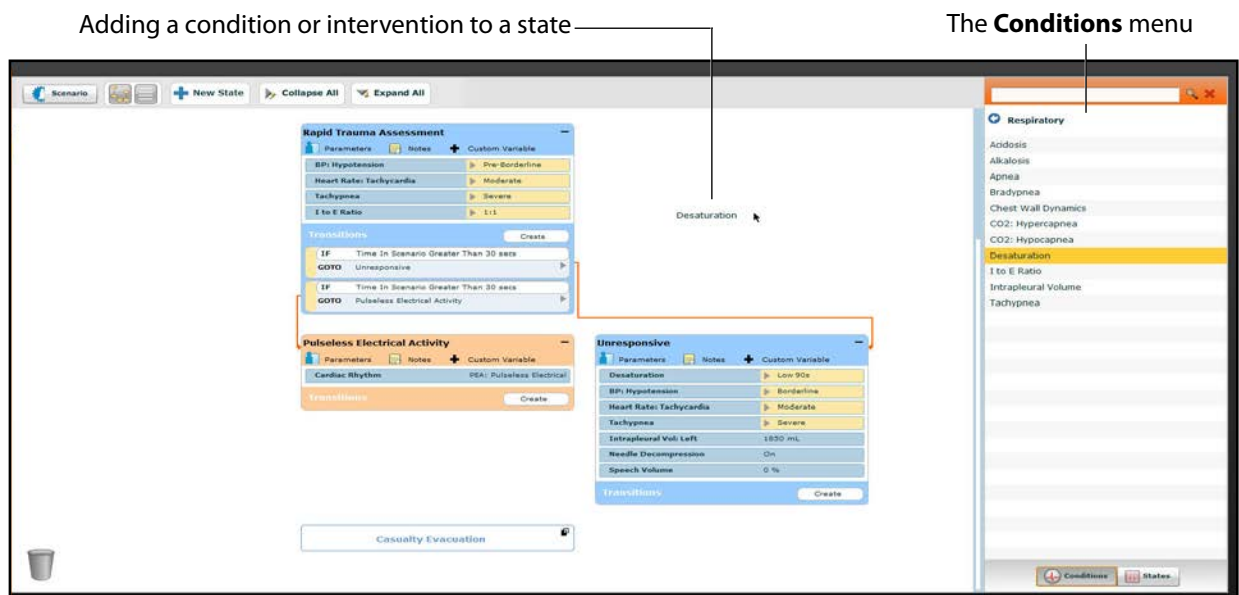 Adding a condition or intervention to a state
The Conditions menu
Scenario
New State
Collapse All
Expand All
Rapid Trauma Assessment
Parameters Notes Custom Variable
BP: Hypotension Pre-Borderline
Heart Rate: Tachycardia Moderate
Tachypnea Severe
I to E Ratio 1:1
Transitions Create
IF Time In Scenario Greater Than 30 secs
GOTO Unresponsive
IF Time In Scenario Greater Than 30 secs
GOTO Pulseless Electrical Activity
Pulseless Electrical Activity
Parameters Notes Custom Variable
Cardiac Rhythm PEA: Pulseless Electrical
Transitions Create
Unresponsive
Parameters Notes Custom Variable
Desaturation Low 90s
BP: Hypotension Borderline
Heart Rate: Tachycardia Moderate
Tachypnea Severe
Intrapleural Vol: Left 1850 mL
Needle Decompression On
Speech Volume 0 %
Transitions Create
Casualty Evacuation
Desaturation
Respiratory
Acidosis
Alkalosis
Apnea
Bradypnea
Chest Wall Dynamics
CO2: Hypercapnea
CO2: Hypocapnea
Desaturation
I to E Ratio
Intrapleural Volume
Tachypnea
Conditions
States